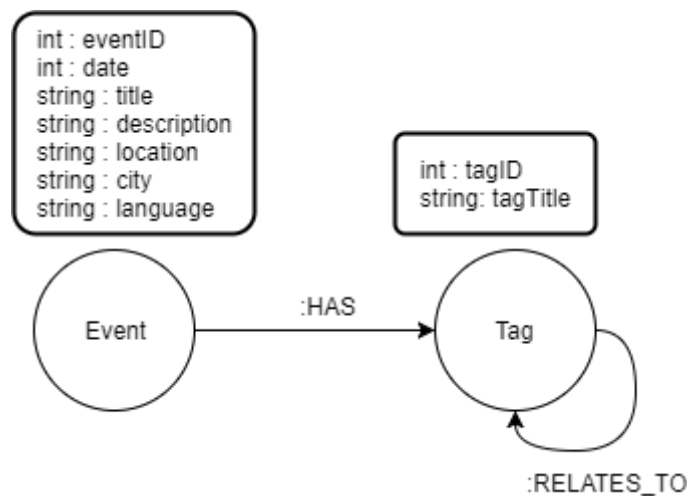 int : eventID
int : date
string : title
string : description
string : location
string : city
string : language
int : tagID
string: tagTitle
Event
:HAS
Tag
:RELATES_TO